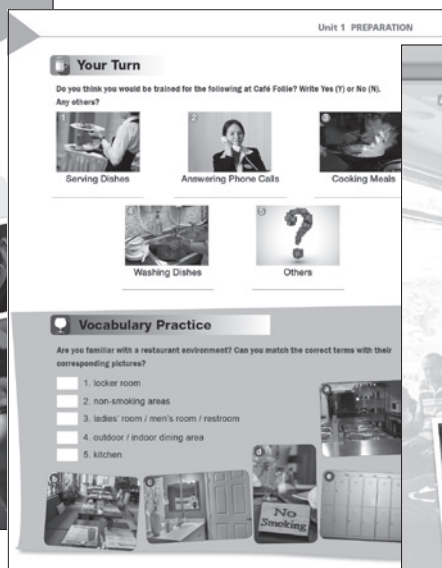 Unit 1 PREPARATION
Your Turn
Do you think you would be trained for the following at Café Follie? Write Yes (Y) or No (N).
Any others?
1
2
3
Serving Dishes
Answering Phone Calls
Cooking Meals
4
5
Washing Dishes
Others
Vocabulary Practice
Are you familiar with a restaurant environment? Can you match the correct terms with their
corresponding pictures?
1. locker room
2. non-smoking areas
3. ladies' room / men's room / restroom
4. outdoor / indoor dining area
5. kitchen
a
b
c
d
e
No
Smoking